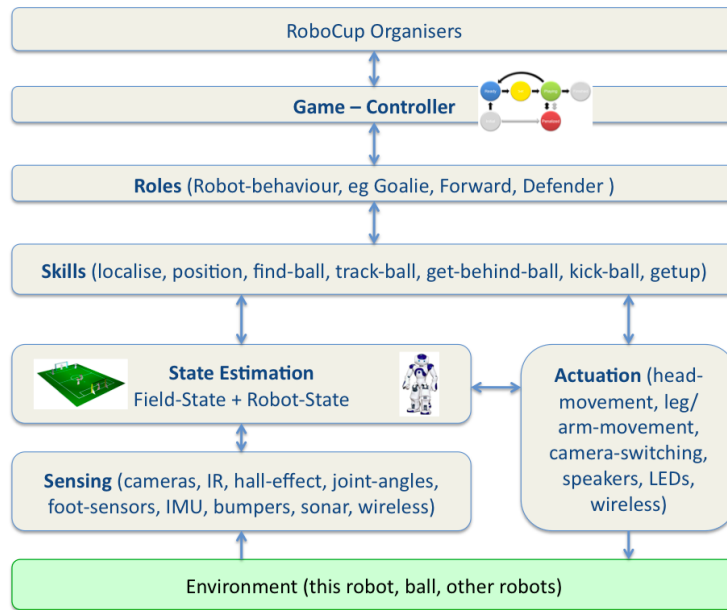 RoboCup Organisers
Game – Controller
Roles (Robot-behaviour, eg Goalie, Forward, Defender )
Skills (localise, position, find-ball, track-ball, get-behind-ball, kick-ball, getup)
State Estimation
Field-State + Robot-State
Actuation (head-
movement, leg/
arm-movement,
camera-switching,
speakers, LEDs,
wireless)
Sensing (cameras, IR, hall-effect, joint-angles,
foot-sensors, IMU, bumpers, sonar, wireless)
Environment (this robot, ball, other robots)